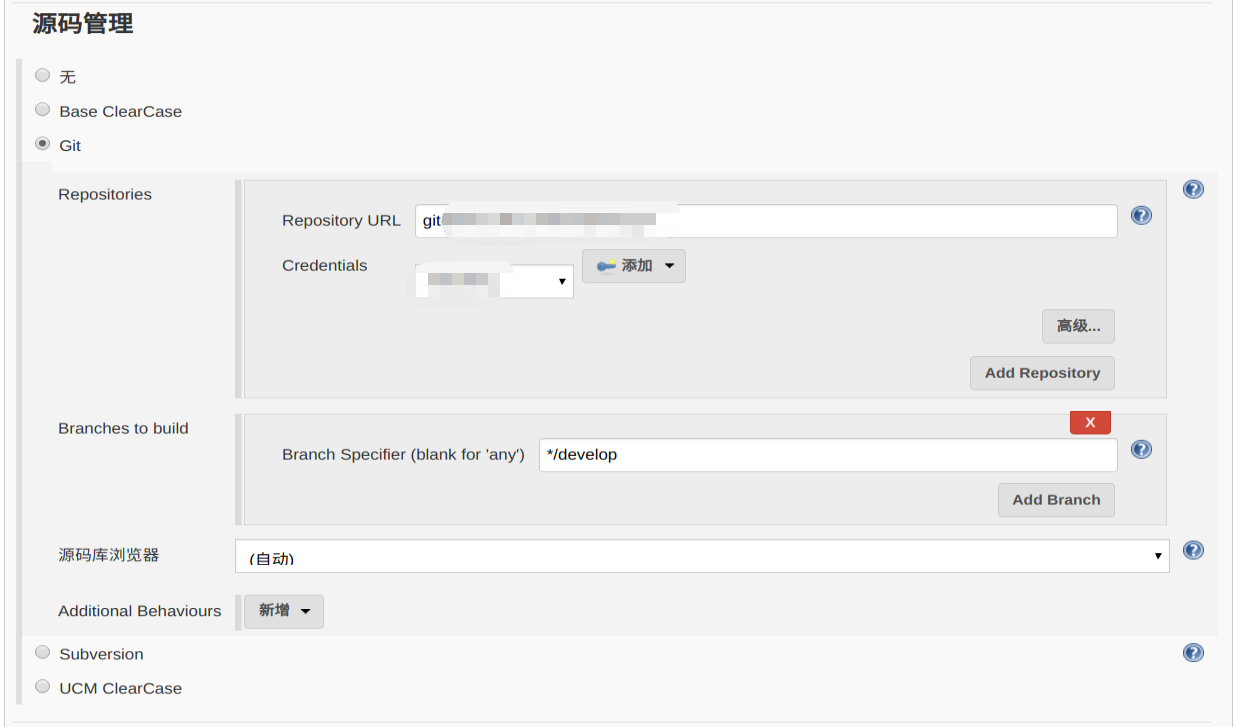 源码管理
无
Base ClearCase
Git
Repositories
Repository URL git
Credentials 添加
高级...
Add Repository
Branches to build
X
Branch Specifier (blank for 'any') */develop
Add Branch
源码库浏览器 (自动)
Additional Behaviours 新增
Subversion
UCM ClearCase